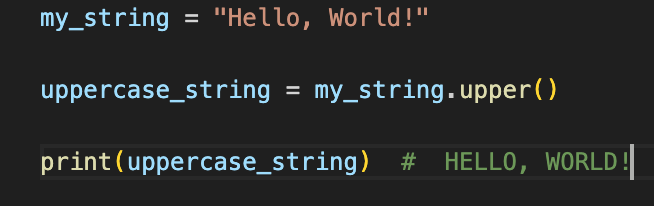 my_string = "Hello, World!"
uppercase_string = my_string.upper()
print(uppercase_string)  #  HELLO, WORLD!